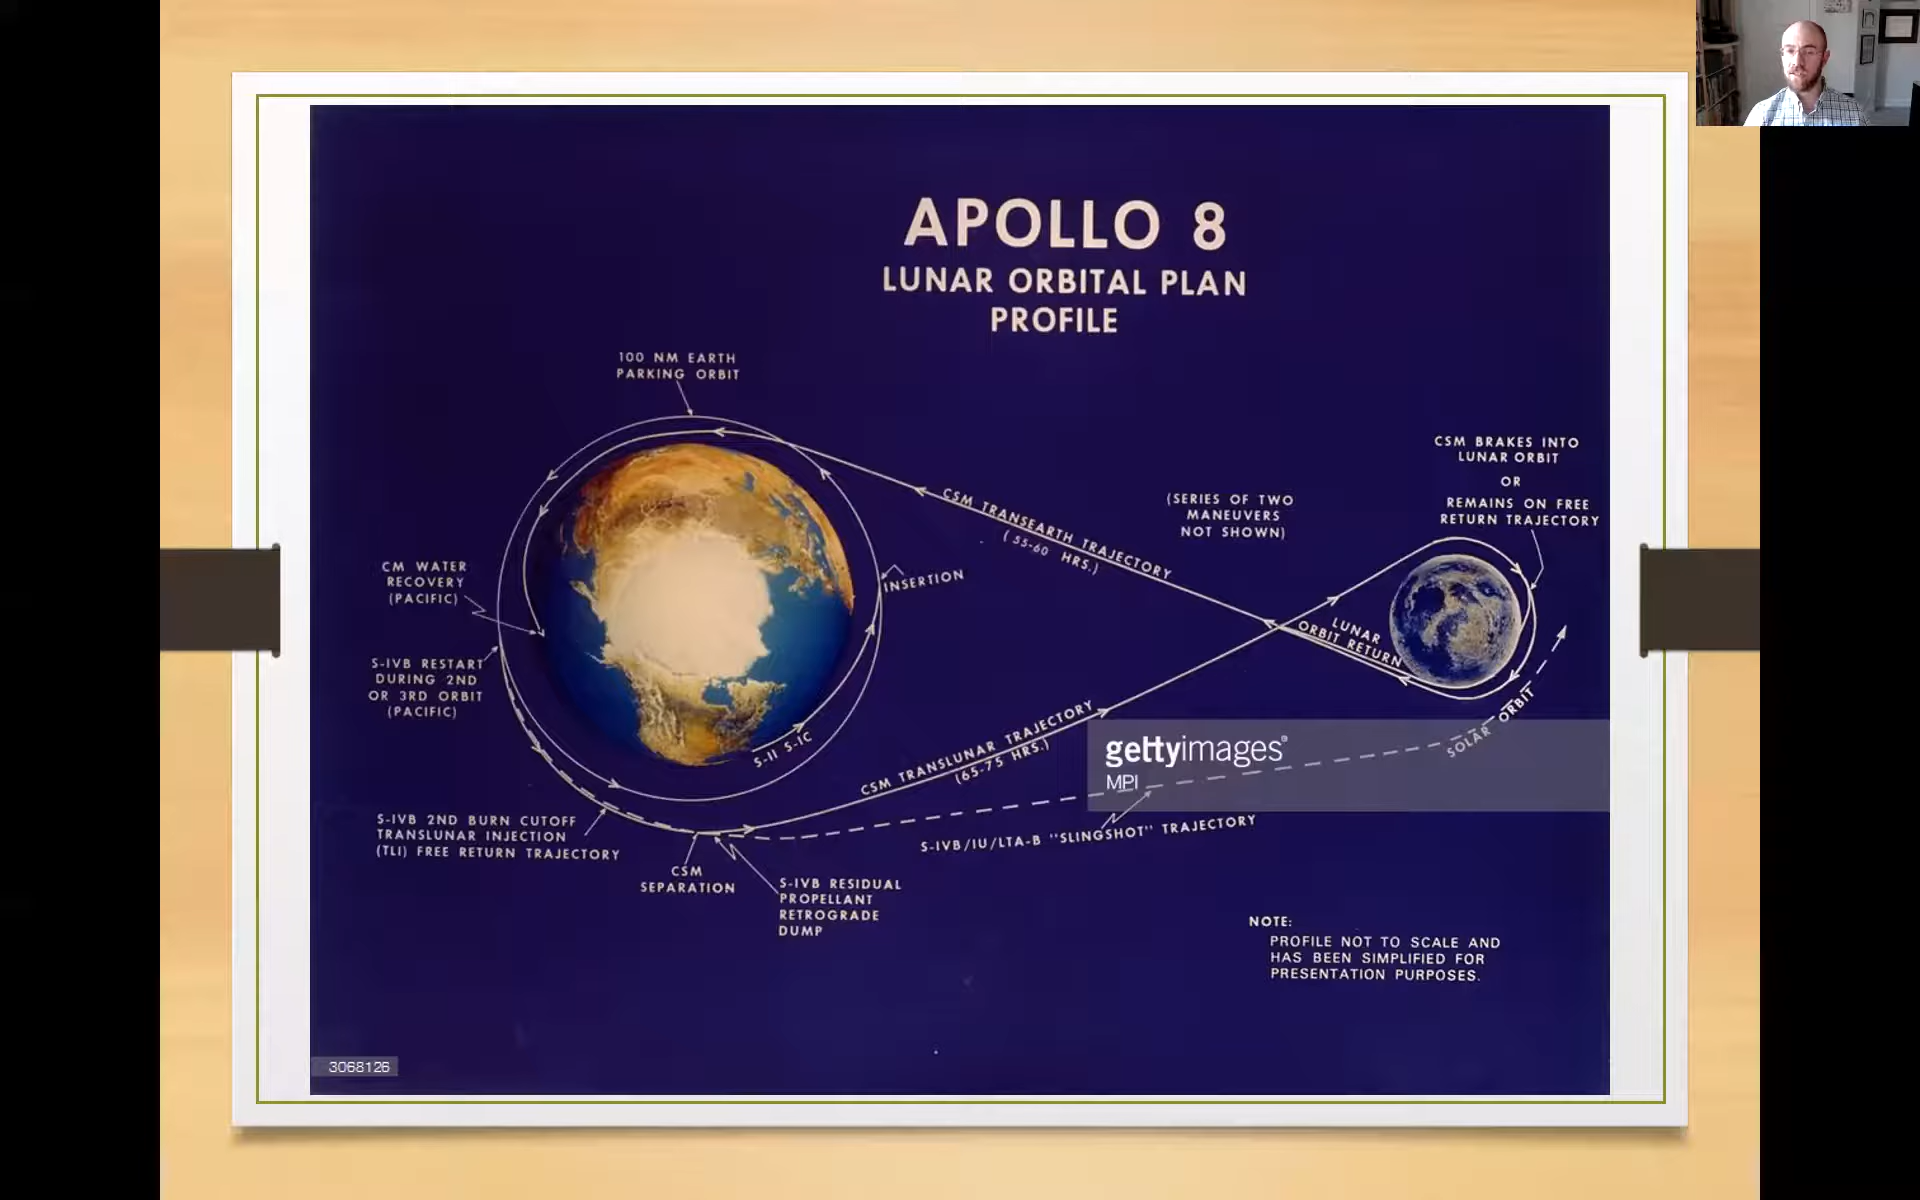 APOLLO 8
LUNAR ORBITAL PLAN
PROFILE
100 NM EARTH
PARKING ORBIT
CSM BRAKES INTO
LUNAR ORBIT
OR
REMAINS ON FREE
RETURN TRAJECTORY
(SERIES OF TWO
MANEUVERS
NOT SHOWN)
CSM TRANSEARTH TRAJECTORY
(55-60 HRS.)
INSERTION
CM WATER
RECOVERY
(PACIFIC)
LUNAR
ORBIT RETURN
S-IVB RESTART
DURING 2ND
OR 3RD ORBIT
(PACIFIC)
S-II S-IC
CSM TRANSLUNAR TRAJECTORY
(65-75 HRS.)
SOLAR ORBIT
gettyimages®
MPI
S-IVB/IU/LTA-B "SLINGSHOT" TRAJECTORY
S-IVB 2ND BURN CUTOFF
TRANSLUNAR INJECTION
(TLI) FREE RETURN TRAJECTORY
CSM
SEPARATION
S-IVB RESIDUAL
PROPELLANT
RETROGRADE
DUMP
NOTE:
PROFILE NOT TO SCALE AND
HAS BEEN SIMPLIFIED FOR
PRESENTATION PURPOSES.
3068126